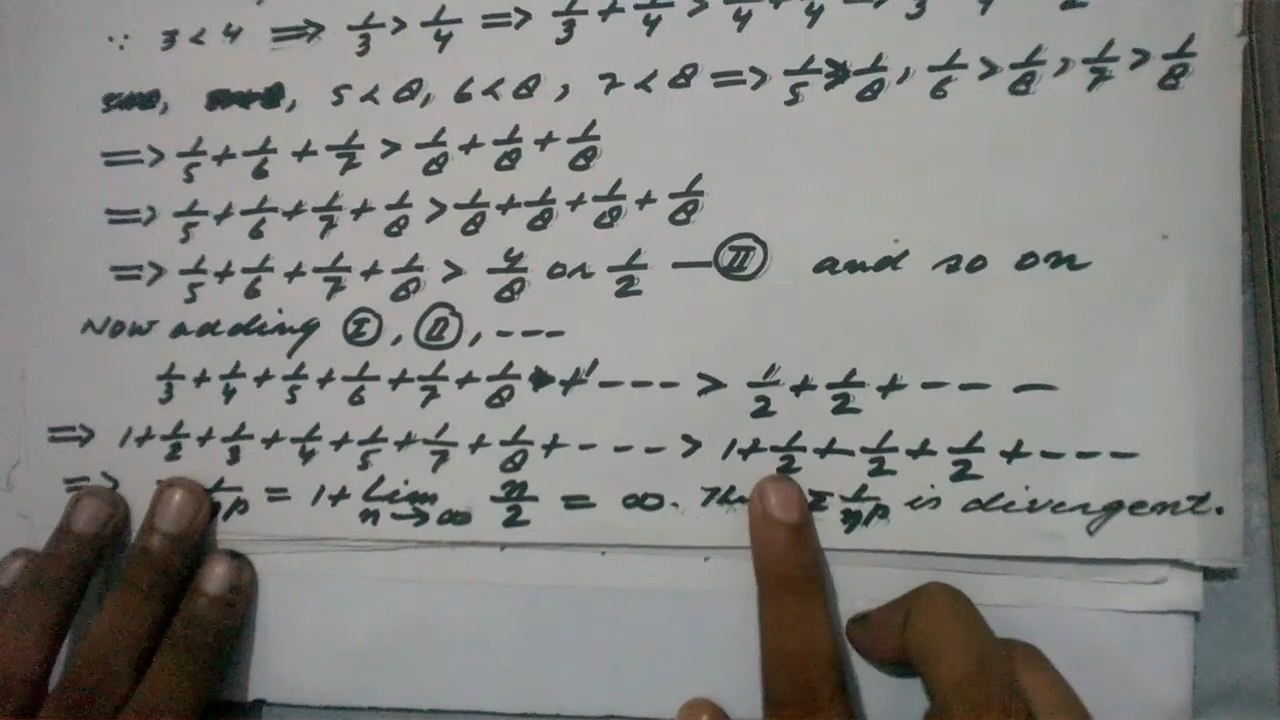 ∵ 3 < 4 ⟹ 1/3 > 1/4 ⟹ 1/3 + 1/4 > 1/4 + 1/4
5 < 8, 6 < 8, 7 < 8 ⟹ 1/5 > 1/8, 1/6 > 1/8, 1/7 > 1/8
⟹ 1/5 + 1/6 + 1/7 > 1/8 + 1/8 + 1/8
⟹ 1/5 + 1/6 + 1/7 + 1/8 > 1/8 + 1/8 + 1/8 + 1/8
⟹ 1/5 + 1/6 + 1/7 + 1/8 > 4/8 or 1/2 — Ⅱ and so on
Now adding Ⅰ, Ⅱ, ---
1/3 + 1/4 + 1/5 + 1/6 + 1/7 + 1/8 + ---- > 1/2 + 1/2 + -- —
⟹ 1 + 1/2 + 1/3 + 1/4 + 1/5 + 1/7 + 1/8 + ---- > 1 + 1/2 + 1/2 + 1/2 + ----
⟹ 1/np = 1 + lim n→∞ n/2 = ∞. Σ 1/np is divergent.